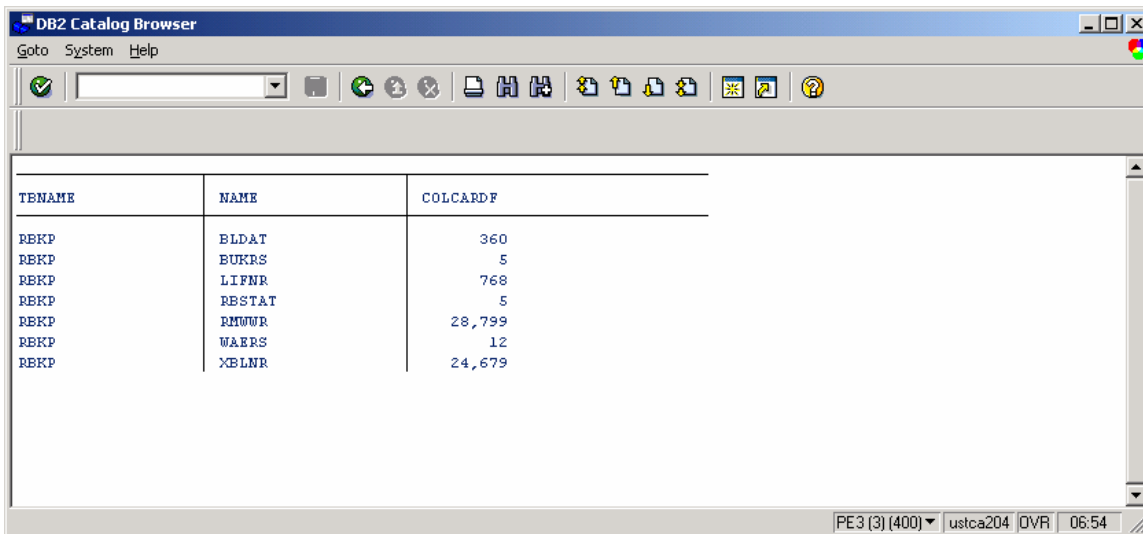 DB2 Catalog Browser
Goto System Help
TBNAME NAME COLCARDF
RBKP BLDAT 360
RBKP BUKRS 5
RBKP LIFNR 768
RBKP RBSTAT 5
RBKP RMWWR 28,799
RBKP WAERS 12
RBKP XBLNR 24,679
PE3 (3) (400) ustca204 OVR 06:54